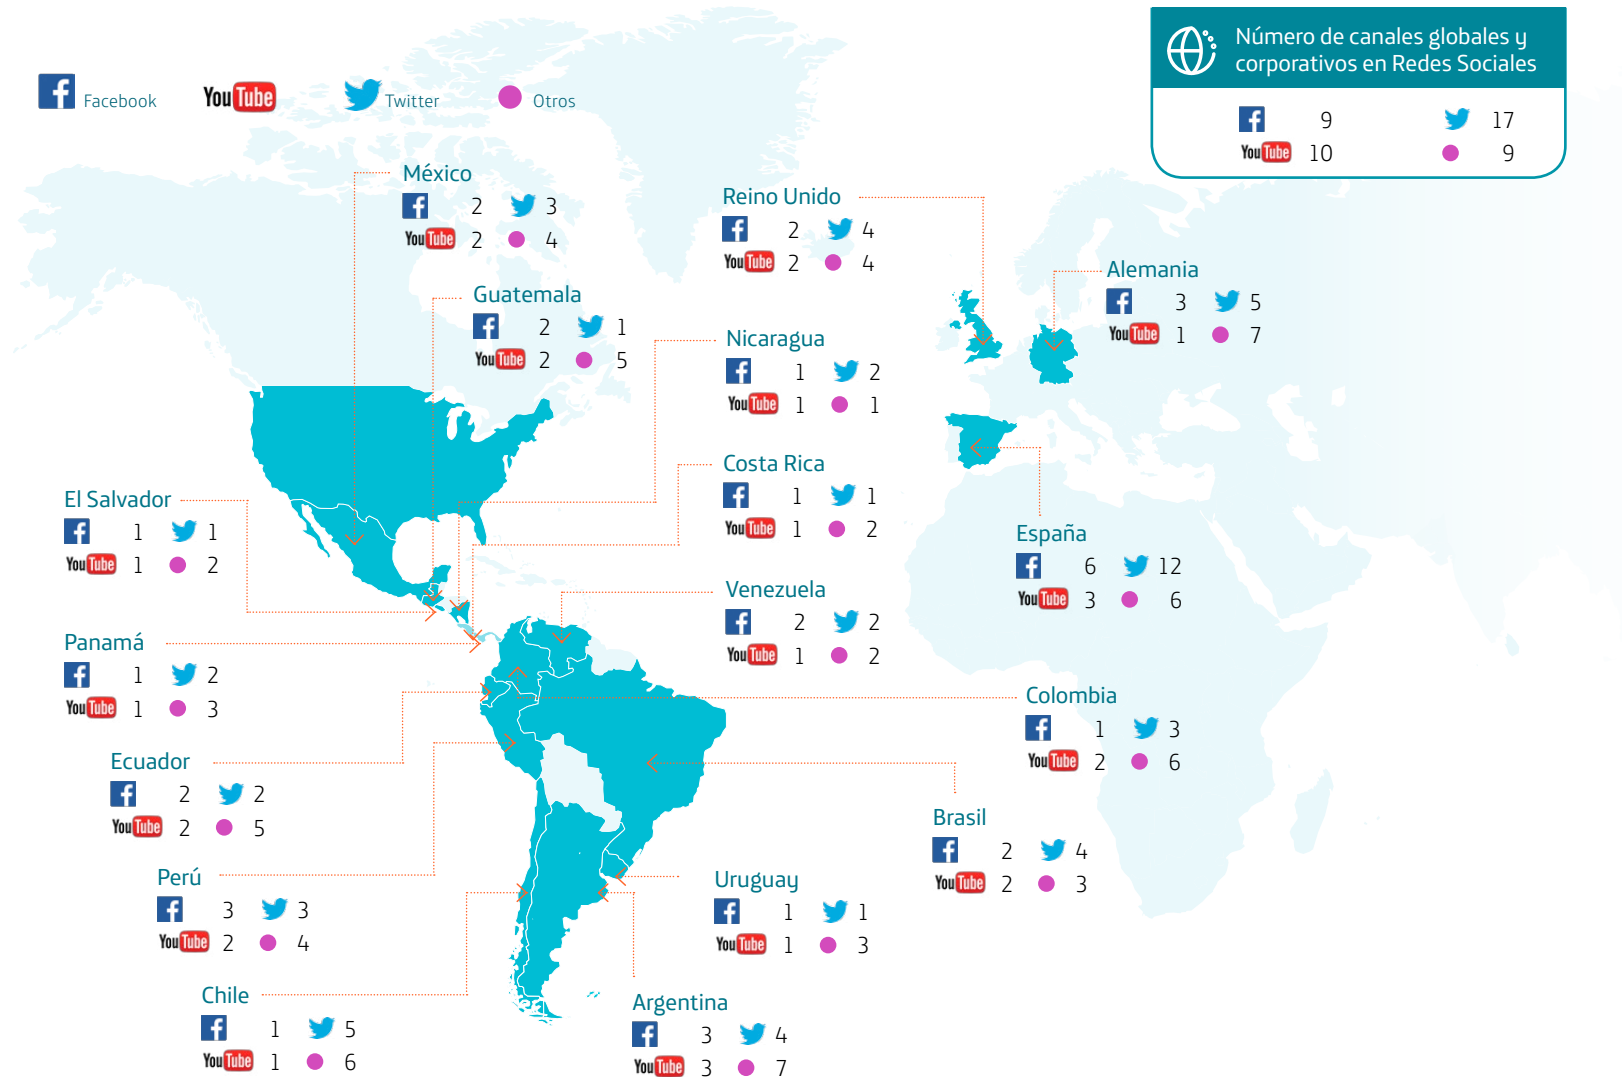 Número de canales globales y
corporativos en Redes Sociales
9 17
YouTube 10 9
Facebook YouTube Twitter Otros
México
2 3
YouTube 2 4
Reino Unido
2 4
YouTube 2 4
Alemania
3 5
YouTube 1 7
Guatemala
2 1
YouTube 2 5
Nicaragua
1 2
YouTube 1 1
Costa Rica
1 1
YouTube 1 2
El Salvador
1 1
YouTube 1 2
España
6 12
YouTube 3 6
Venezuela
2 2
YouTube 1 2
Panamá
1 2
YouTube 1 3
Colombia
1 3
YouTube 2 6
Ecuador
2 2
YouTube 2 5
Brasil
2 4
YouTube 2 3
Perú
3 3
YouTube 2 4
Uruguay
1 1
YouTube 1 3
Chile
1 5
YouTube 1 6
Argentina
3 4
YouTube 3 7